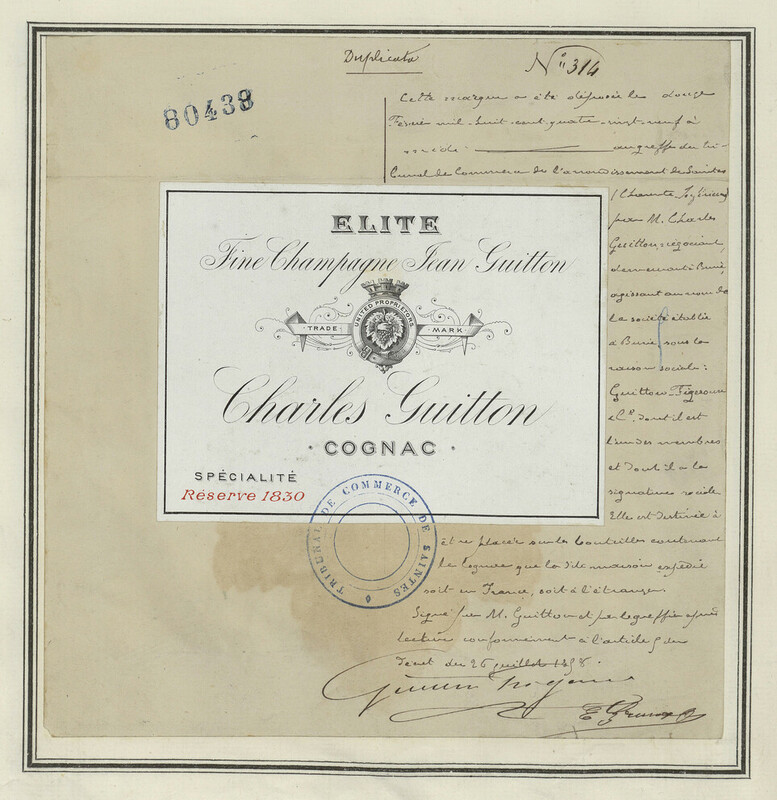 Duplicata
Nº 314
80438
Cette marque a été déposée le douze
Février mil huit cent quatre vingt neuf à
midi au greffe du tri-
bunal de Commerce de l'arrondissement de Saintes
(Charente Inférieure)
par M. Charles
Guitton, négociant,
demeurant à Burie,
agissant au nom de
la société établie
à Burie, sous la
raison sociale :
Guitton
& Cie, dont il est
l'un des membres
et dont il a la
signature sociale
Elle est destinée à
être placée sur les bouteilles contenant
le cognac que la dite maison expédie
soit en France, soit à l'étranger.
Signé par M. Guitton et par le greffier après
lecture conformément à l'article 5 du
décret du 26 juillet 1858.
ELITE
Fine Champagne Jean Guitton
UNITED PROPRIETORS
TRADE MARK
Charles Guitton
COGNAC
SPÉCIALITÉ
Réserve 1830
TRIBUNAL DE COMMERCE DE SAINTES